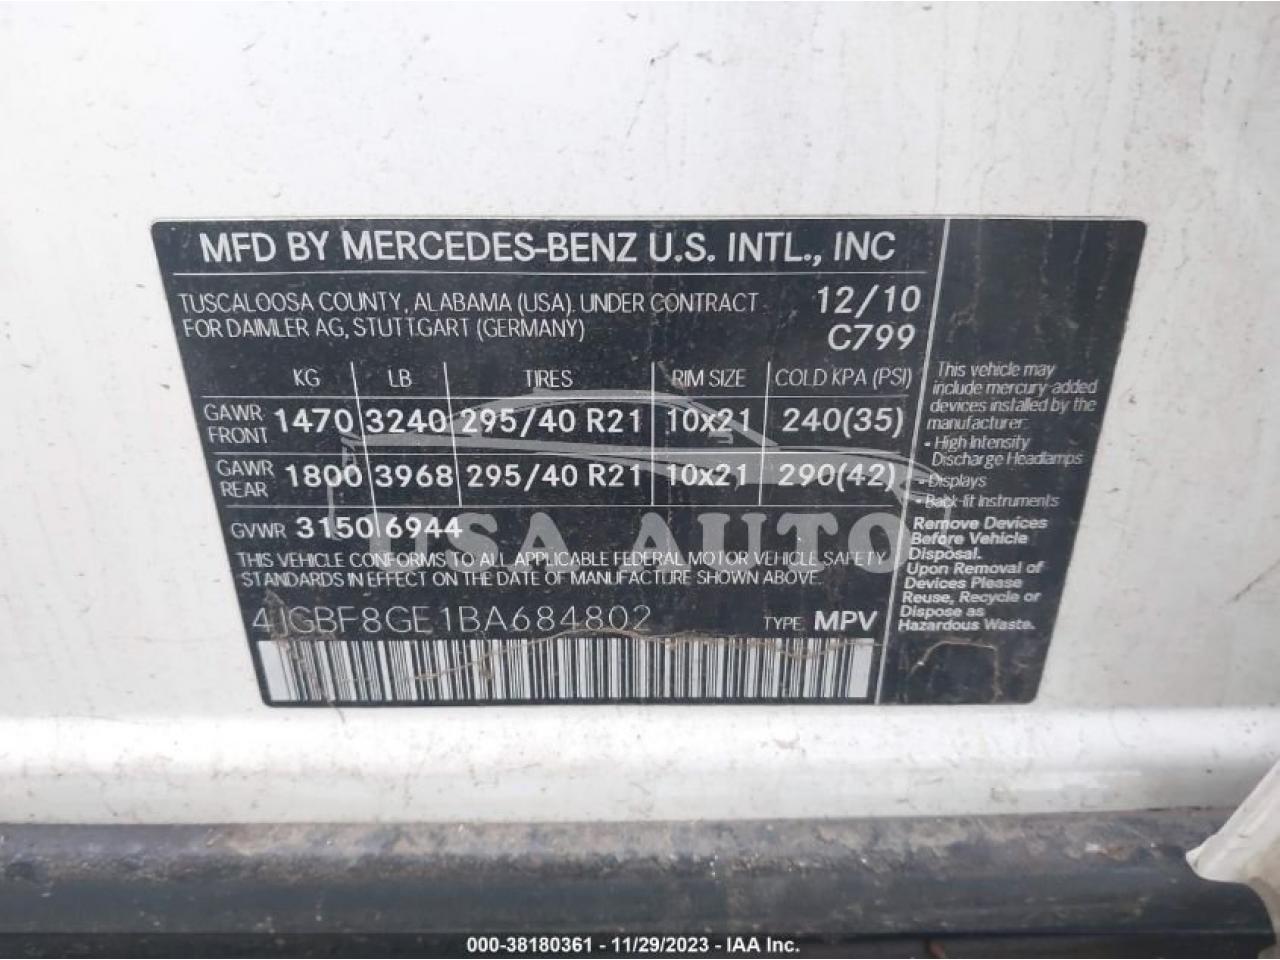 MFD BY MERCEDES-BENZ U.S. INTL., INC
TUSCALOOSA COUNTY, ALABAMA (USA). UNDER CONTRACT
FOR DAIMLER AG, STUTTGART (GERMANY)
12/10
C799
KG LB TIRES RIM SIZE COLD KPA (PSI)
GAWR FRONT 1470 3240 295/40 R21 10x21 240(35)
GAWR REAR 1800 3968 295/40 R21 10x21 290(42)
GVWR 3150 6944
THIS VEHICLE CONFORMS TO ALL APPLICABLE FEDERAL MOTOR VEHICLE SAFETY
STANDARDS IN EFFECT ON THE DATE OF MANUFACTURE SHOWN ABOVE.
4JGBF8GE1BA684802 TYPE: MPV
This vehicle may
include mercury-added
devices installed by the
manufacturer:
• High Intensity
Discharge Headlamps
• Displays
• Back-lit Instruments
Remove Devices
Before Vehicle
Disposal.
Upon Removal of
Devices Please
Reuse, Recycle or
Dispose as
Hazardous Waste.
USA AUTO
000-38180361 - 11/29/2023 - IAA Inc.